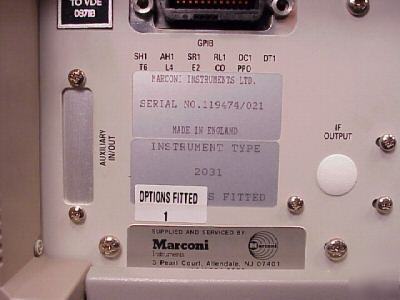 TO VDE
0871B
GPIB
SH1 AH1 SR1 RL1 DC1 DT1
T6 L4 E2 C0 PP0
MARCONI INSTRUMENTS LTD.
SERIAL NO.119474/021
MADE IN ENGLAND
AUXILIARY
IN/OUT
IF
OUTPUT
INSTRUMENT TYPE
2031
S FITTED
OPTIONS FITTED
1
SUPPLIED AND SERVICED BY
Marconi
Instruments
3 Pearl Court, Allendale, NJ 07401